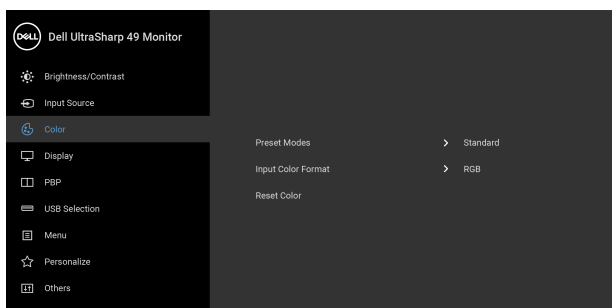 DELL Dell UltraSharp 49 Monitor
Brightness/Contrast
Input Source
Color
Display
PBP
USB Selection
Menu
Personalize
Others
Preset Modes > Standard
Input Color Format > RGB
Reset Color